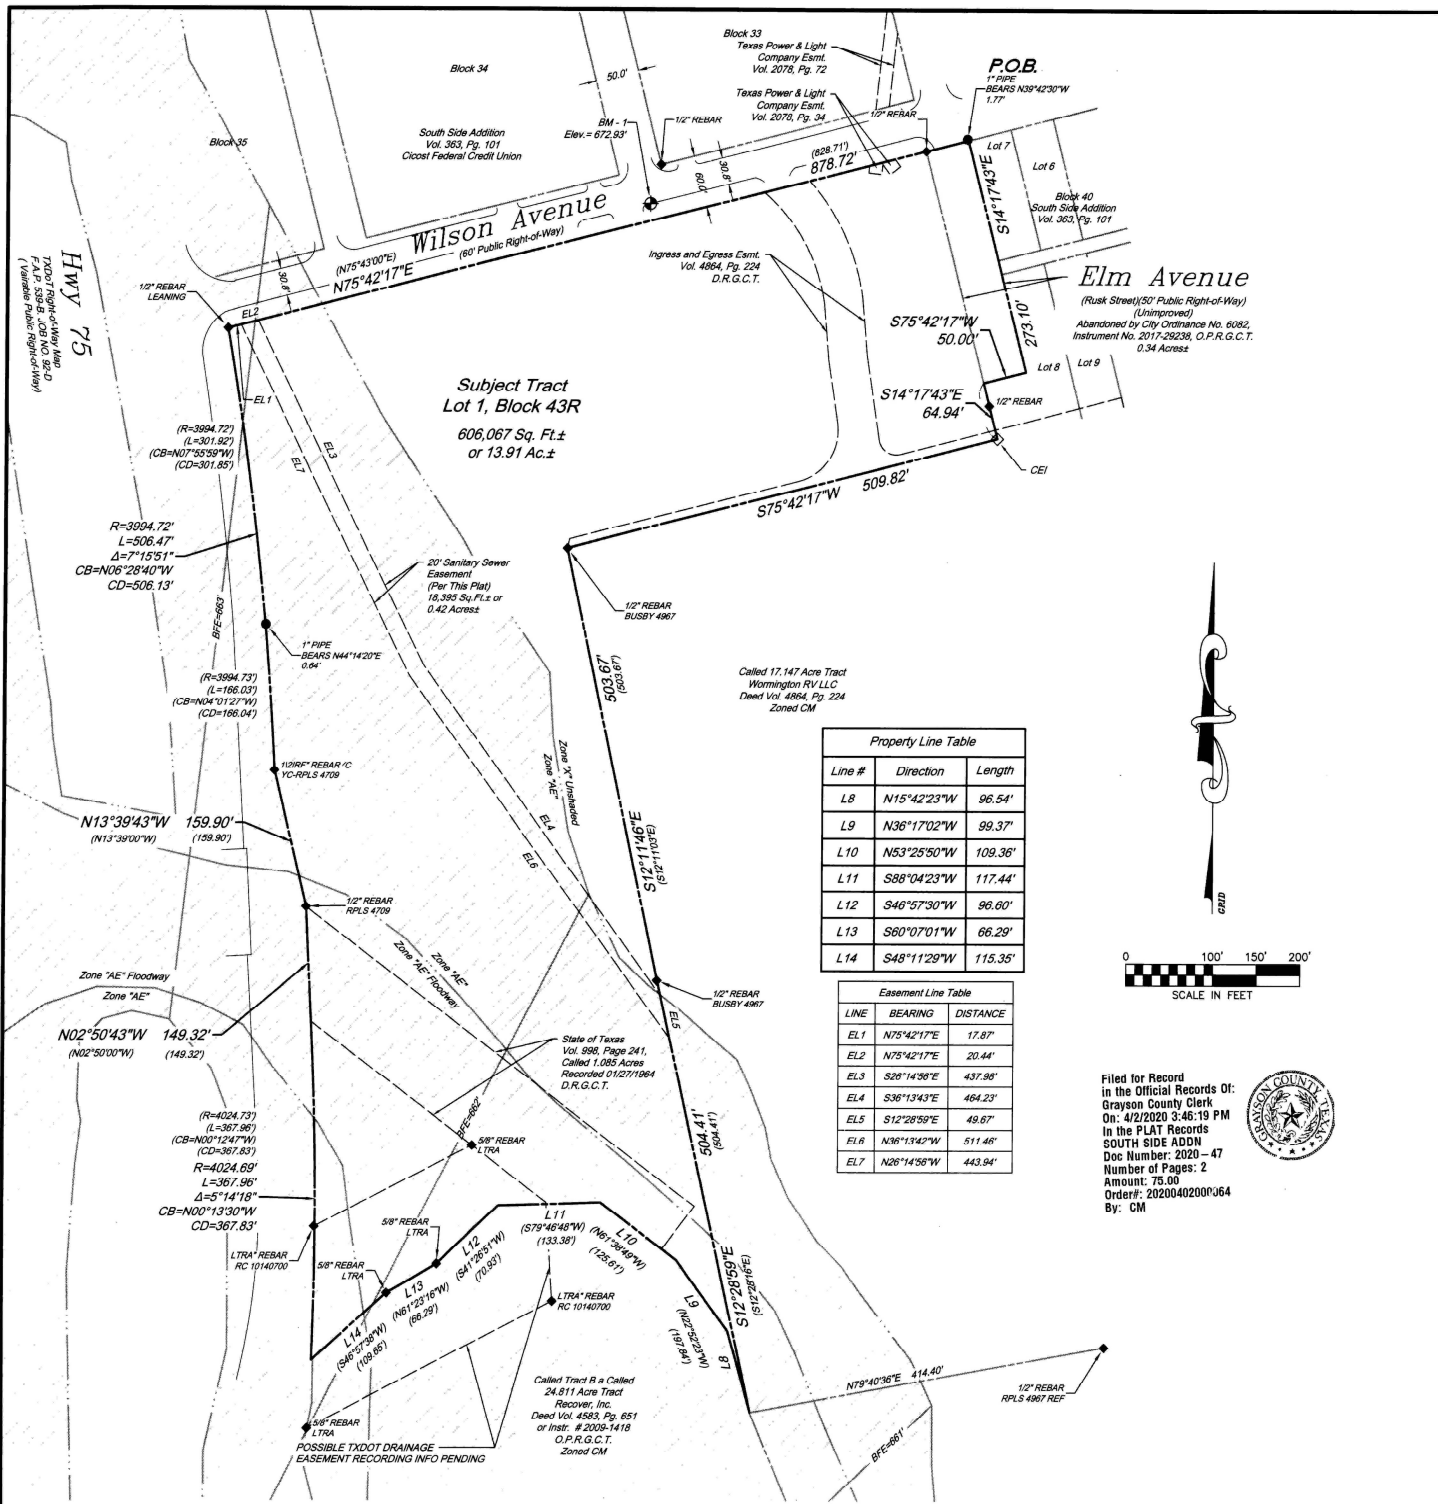 Block 33
Texas Power & Light
Company Esmt.
Vol. 2078, Pg. 72
Block 34
50.0'
P.O.B.
1" PIPE
BEARS N39°42'30"W
1.77'
Texas Power & Light
Company Esmt.
Vol. 2078, Pg. 34
1/2" REBAR
1/2" REBAR
BM - 1
Elev.= 672.93'
Block 35
South Side Addition
Vol. 363, Pg. 101
Cicost Federal Credit Union
(628.71')
878.72'
30.8'
60.0'
Lot 7
Lot 6
S14°17'43"E
273.10'
Block 40
South Side Addition
Vol. 363, Pg. 101
Wilson Avenue
(60' Public Right-of-Way)
(N75°43'00"E)
N75°42'17"E
30.8'
Ingress and Egress Esmt.
Vol. 4864, Pg. 224
D.R.G.C.T.
Hwy 75
TXDoT Right-of-Way Map
F.A.P. 539-B, JOB NO. 92-D
( Vairable Public Right-of-Way)
1/2" REBAR
LEANING
EL2
Elm Avenue
(Rusk Street)(50' Public Right-of-Way)
(Unimproved)
Abandoned by City Ordinance No. 6082,
Instrument No. 2017-29238, O.P.R.G.C.T.
0.34 Acres±
S75°42'17"W
50.00'
Lot 8
Lot 9
EL1
Subject Tract
Lot 1, Block 43R
606,067 Sq. Ft.±
or 13.91 Ac.±
S14°17'43"E
64.94'
1/2" REBAR
CEI
(R=3994.72')
(L=301.92')
(CB=N07°55'59"W)
(CD=301.85')
EL3
EL7
S75°42'17"W 509.82'
R=3994.72'
L=506.47'
Δ=7°15'51"
CB=N06°28'40"W
CD=506.13'
20' Sanitary Sewer
Easement
(Per This Plat)
18,395 Sq.Ft.± or
0.42 Acres±
BFE=663'
1/2" REBAR
BUSBY 4967
1" PIPE
BEARS N44°14'20"E
0.64'
503.67'
(503.67')
(R=3994.73')
(L=166.03')
(CB=N04°01'27"W)
(CD=166.04')
Called 17.147 Acre Tract
Wormington RV LLC
Deed Vol. 4864, Pg. 224
Zoned CM
YC-RPLS 4709
Zone "X" Unshaded
Zone "AE"
EL4
EL6
S12°11'46"E
(S12°11'03"E)
N13°39'43"W 159.90'
(N13°39'00"W) (159.90')
1/2" REBAR
RPLS 4709
Property Line Table
Line # Direction Length
L8 N15°42'23"W 96.54'
L9 N36°17'02"W 99.37'
L10 N53°25'50"W 109.36'
L11 S88°04'23"W 117.44'
L12 S46°57'30"W 96.60'
L13 S60°07'01"W 66.29'
L14 S48°11'29"W 115.35'
GRID
0 100' 150' 200'
SCALE IN FEET
Zone "AE"
Zone "AE" Floodway
Zone "AE" Floodway
Zone "AE"
1/2" REBAR
BUSBY 4967
EL5
N02°50'43"W 149.32'
(N02°50'00"W) (149.32')
State of Texas
Vol. 998, Page 241,
Called 1.085 Acres
Recorded 01/27/1964
D.R.G.C.T.
Easement Line Table
LINE BEARING DISTANCE
EL1 N75°42'17"E 17.87'
EL2 N75°42'17"E 20.44'
EL3 S26°14'56"E 437.96'
EL4 S36°13'43"E 464.23'
EL5 S12°28'59"E 49.67'
EL6 N36°13'42"W 511.46'
EL7 N26°14'56"W 443.94'
Filed for Record
in the Official Records Of:
Grayson County Clerk
On: 4/2/2020 3:46:19 PM
In the PLAT Records
SOUTH SIDE ADDN
Doc Number: 2020 – 47
Number of Pages: 2
Amount: 75.00
Order#: 20200402000064
By: CM
GRAYSON COUNTY, TEXAS
BFE=662'
504.41'
(504.41')
5/8" REBAR
LTRA
(R=4024.73')
(L=367.96')
(CB=N00°12'47"W)
(CD=367.83')
R=4024.69'
L=367.96'
Δ=5°14'18"
CB=N00°13'30"W
CD=367.83'
LTRA" REBAR
RC 10140700
5/8" REBAR
LTRA
5/8" REBAR
LTRA
L11
(S79°46'48"W)
(133.38')
L10
(N61°36'49"W)
(125.61')
L12
(S41°26'51"W)
(70.93')
L13
(N61°23'16"W)
(66.29')
L14
(S46°57'38"W)
(109.65')
LTRA" REBAR
RC 10140700
L9
(N22°52'23"W)
(197.84')
L8
S12°28'59"E
(S12°28'16"E)
N79°40'36"E 414.40'
1/2" REBAR
RPLS 4967 REF
Called Tract B a Called
24.811 Acre Tract
Recover, Inc.
Deed Vol. 4583, Pg. 651
or Instr. # 2009-1418
O.P.R.G.C.T.
Zoned CM
5/8" REBAR
LTRA
POSSIBLE TXDOT DRAINAGE
EASEMENT RECORDING INFO PENDING
BFE=661'